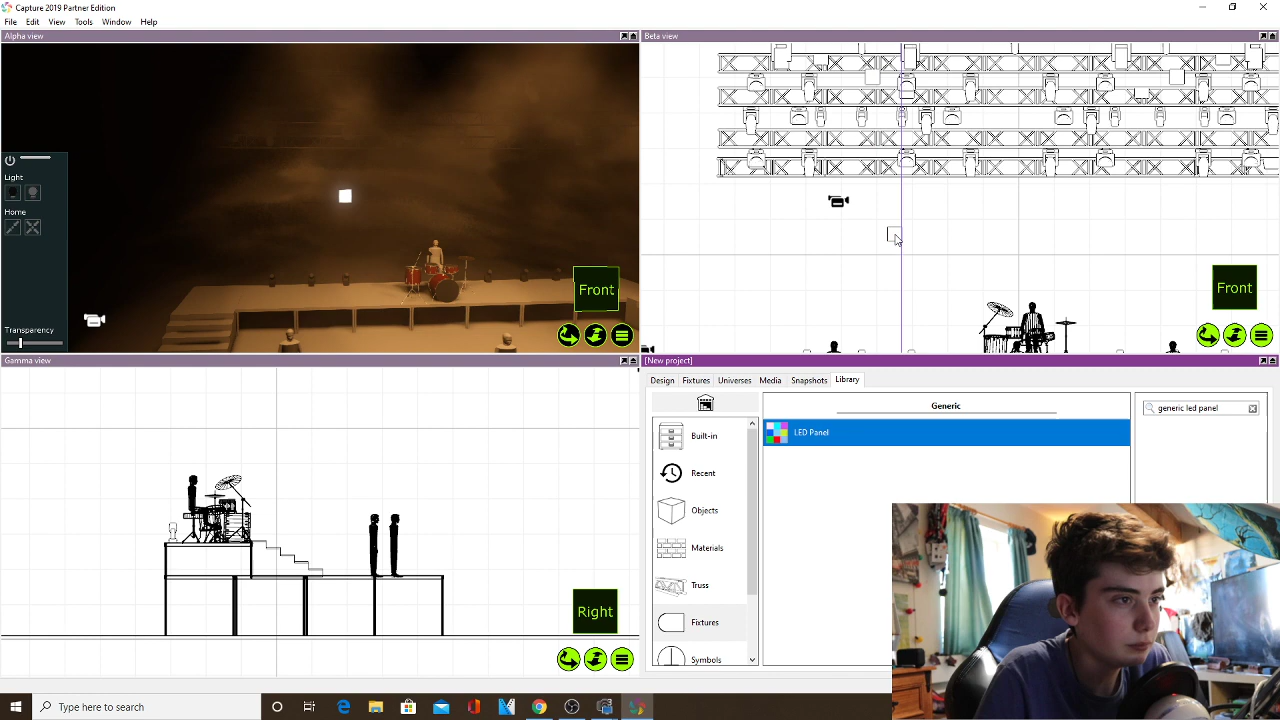 Capture 2019 Partner Edition
File Edit View Tools Window Help
Alpha view
Beta view
Light
Home
Transparency
Front
Front
Gamma view
[New project]
Design Fixtures Universes Media Snapshots Library
Generic
generic led panel
LED Panel
Built-in
Recent
Objects
Materials
Truss
Fixtures
Symbols
Right
Type here to search